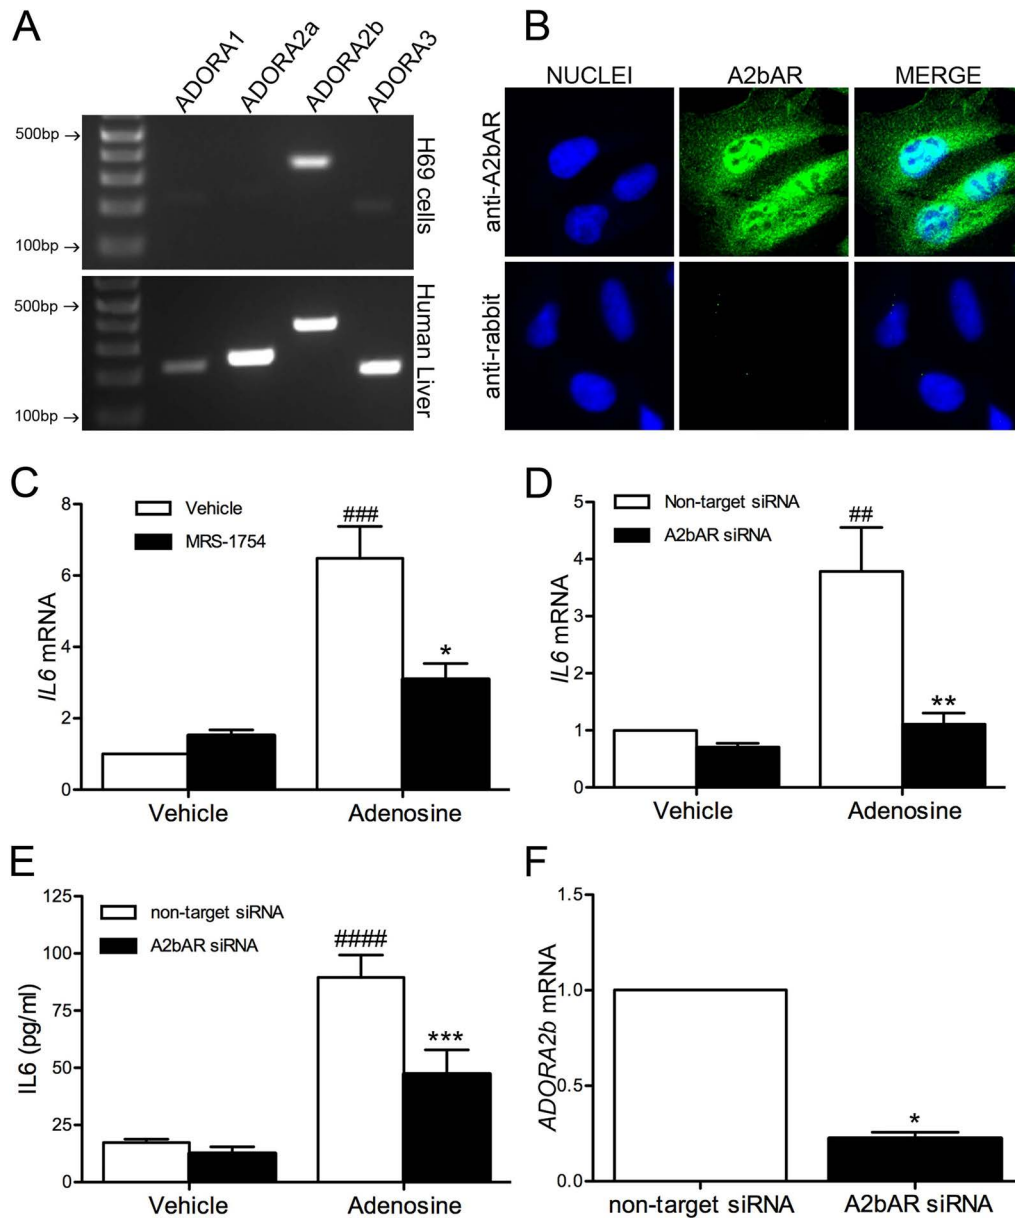 A
ADORA1
ADORA2a
ADORA2b
ADORA3
500bp →
100bp →
H69 cells
500bp →
100bp →
Human Liver
B
NUCLEI
A2bAR
MERGE
anti-A2bAR
anti-rabbit
C
IL6 mRNA
8
6
4
2
0
Vehicle
MRS-1754
###
*
Vehicle
Adenosine
D
IL6 mRNA
5
4
3
2
1
0
Non-target siRNA
A2bAR siRNA
##
**
Vehicle
Adenosine
E
IL6 (pg/ml)
125
100
75
50
25
0
non-target siRNA
A2bAR siRNA
####
***
Vehicle
Adenosine
F
ADORA2b mRNA
1.5
1.0
0.5
0.0
*
non-target siRNA
A2bAR siRNA